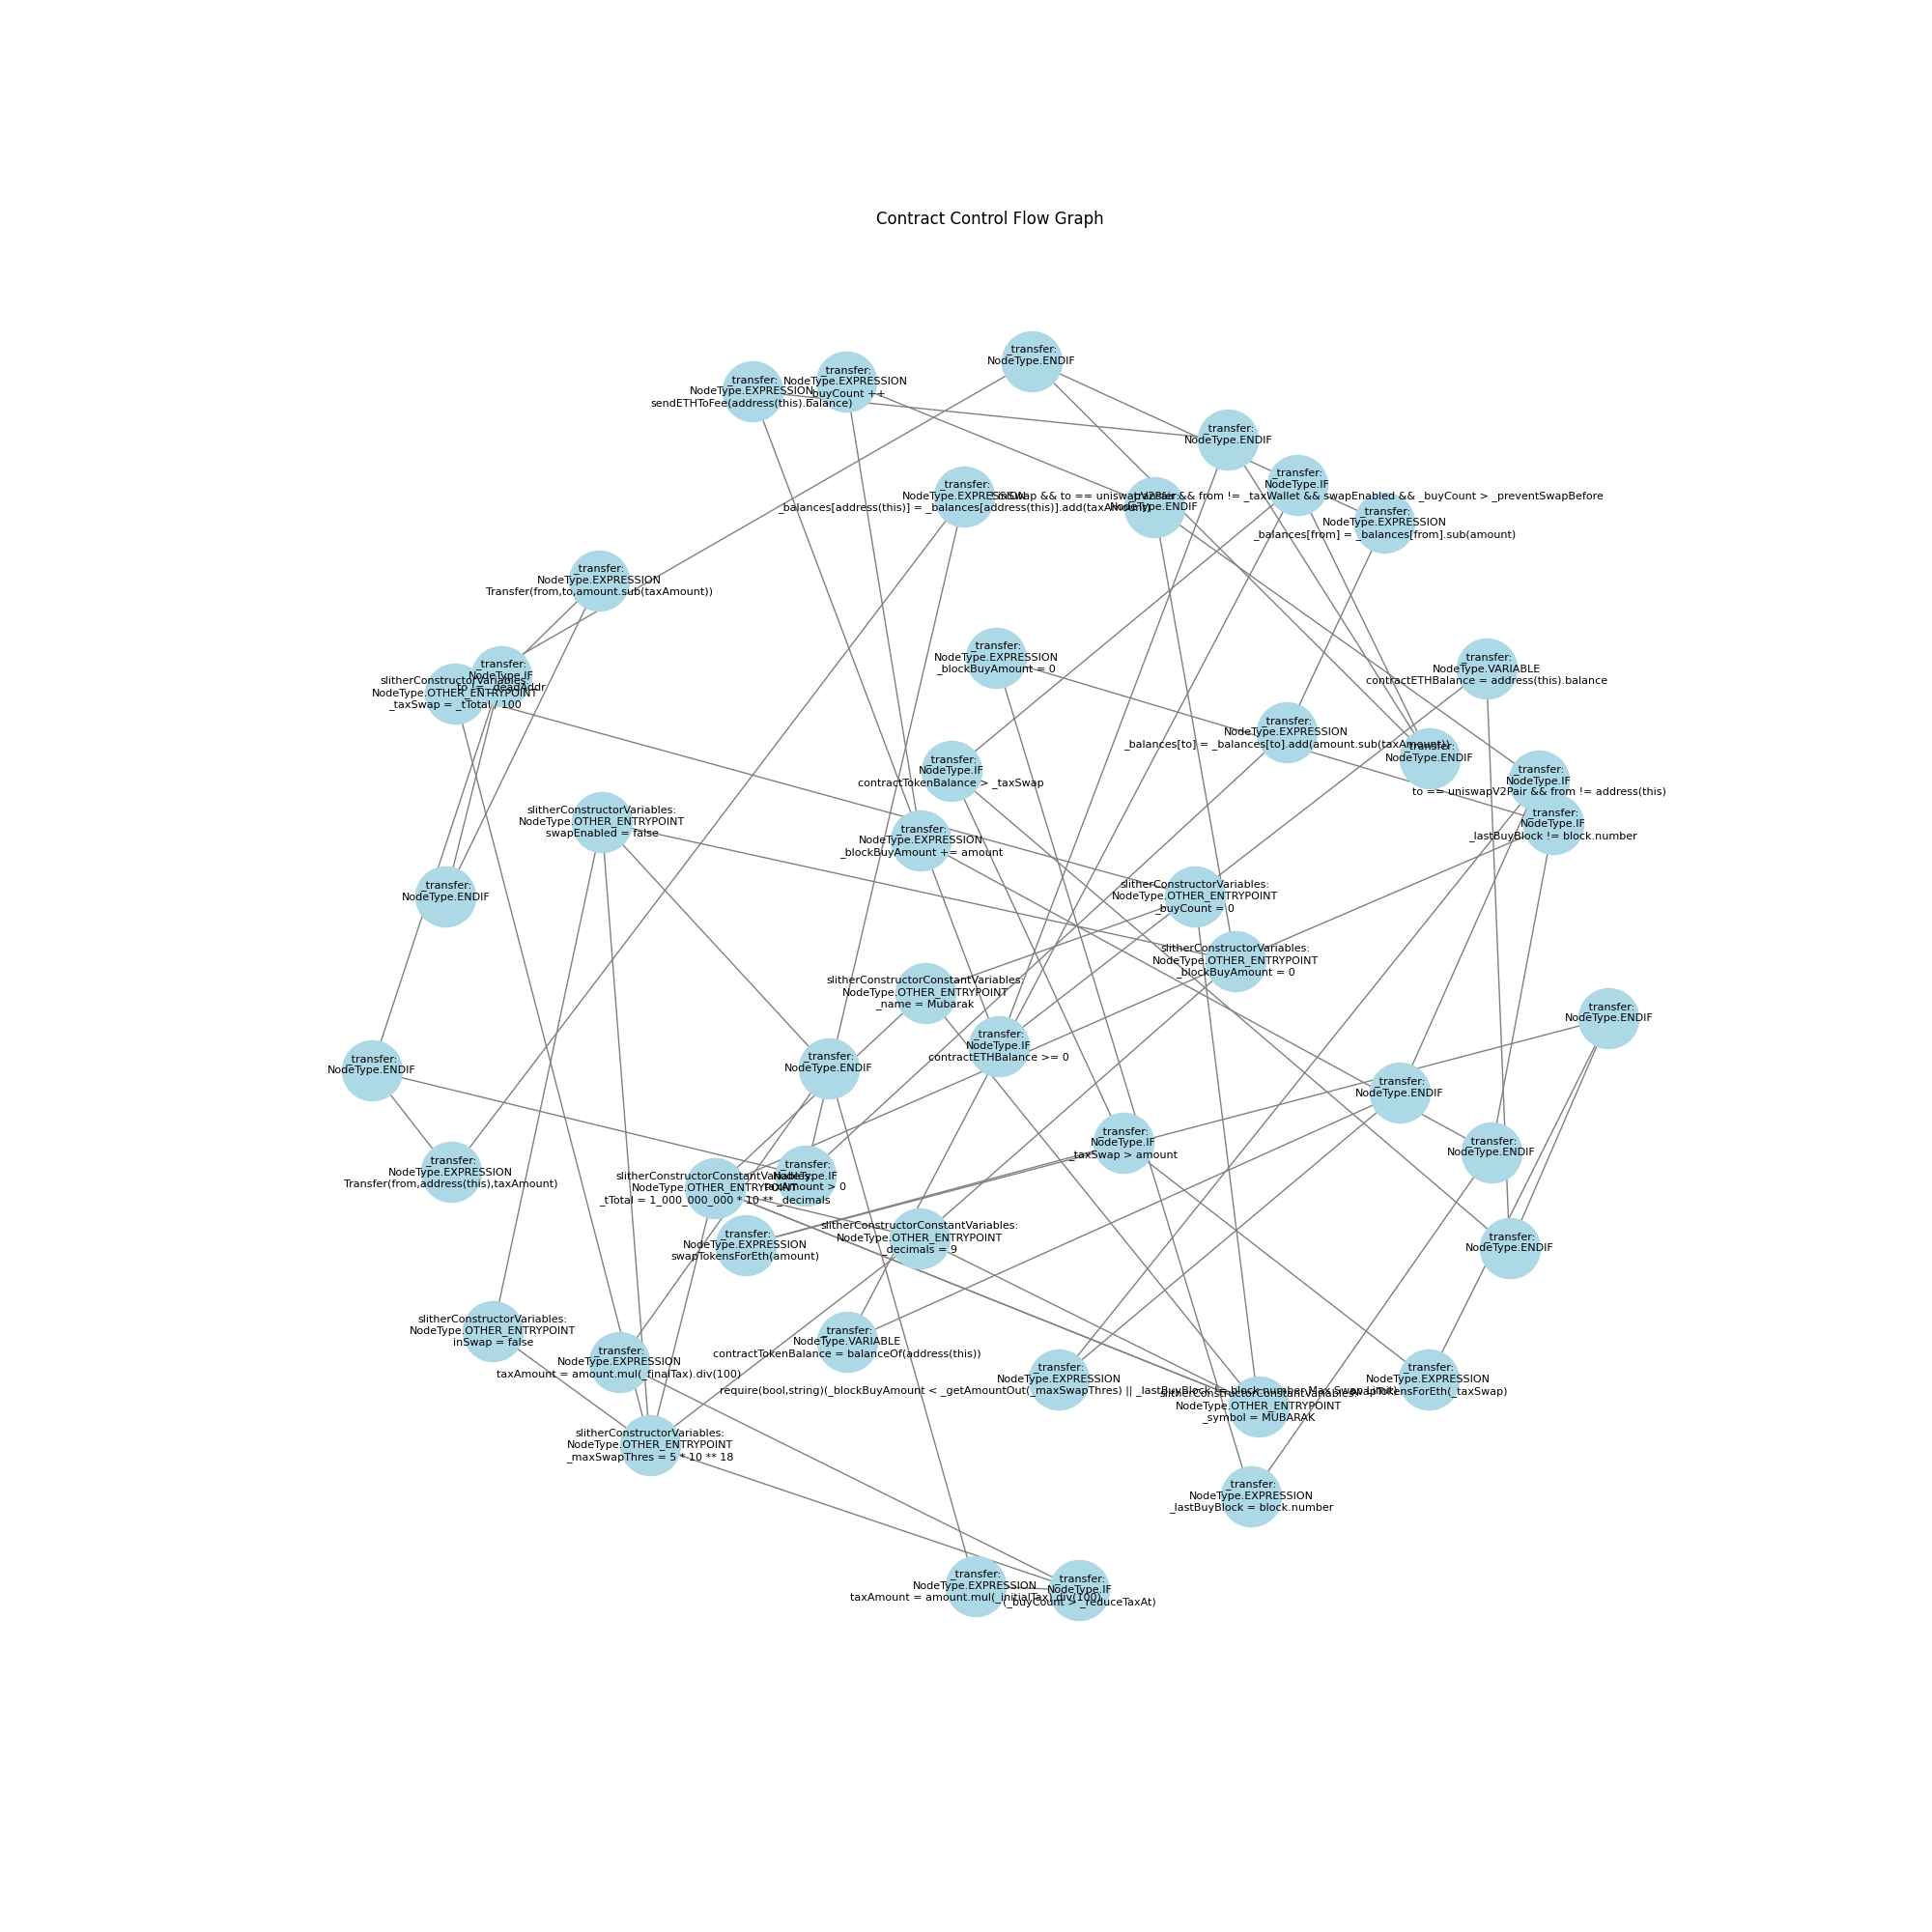 Contract Control Flow Graph
_transfer:
NodeType.ENDIF
_transfer:
NodeType.EXPRESSION
_buyCount ++
_transfer:
NodeType.EXPRESSION
sendETHToFee(address(this).balance)
_transfer:
NodeType.ENDIF
_transfer:
NodeType.IF
! inSwap && to == uniswapV2Pair && from != _taxWallet && swapEnabled && _buyCount > _preventSwapBefore
_transfer:
NodeType.EXPRESSION
_balances[address(this)] = _balances[address(this)].add(taxAmount)
_transfer:
NodeType.ENDIF
_transfer:
NodeType.EXPRESSION
_balances[from] = _balances[from].sub(amount)
_transfer:
NodeType.EXPRESSION
Transfer(from,to,amount.sub(taxAmount))
_transfer:
NodeType.EXPRESSION
_blockBuyAmount = 0
_transfer:
NodeType.IF
to != _deadAddr
_transfer:
NodeType.VARIABLE
contractETHBalance = address(this).balance
slitherConstructorVariables:
NodeType.OTHER_ENTRYPOINT
_taxSwap = _tTotal / 100
_transfer:
NodeType.EXPRESSION
_balances[to] = _balances[to].add(amount.sub(taxAmount))
_transfer:
NodeType.ENDIF
_transfer:
NodeType.IF
contractTokenBalance > _taxSwap
_transfer:
NodeType.IF
to == uniswapV2Pair && from != address(this)
slitherConstructorVariables:
NodeType.OTHER_ENTRYPOINT
swapEnabled = false
_transfer:
NodeType.IF
_lastBuyBlock != block.number
_transfer:
NodeType.EXPRESSION
_blockBuyAmount += amount
_transfer:
NodeType.ENDIF
slitherConstructorVariables:
NodeType.OTHER_ENTRYPOINT
_buyCount = 0
slitherConstructorVariables:
NodeType.OTHER_ENTRYPOINT
_blockBuyAmount = 0
slitherConstructorConstantVariables:
NodeType.OTHER_ENTRYPOINT
_name = Mubarak
_transfer:
NodeType.ENDIF
_transfer:
NodeType.IF
contractETHBalance >= 0
_transfer:
NodeType.ENDIF
_transfer:
NodeType.ENDIF
_transfer:
NodeType.ENDIF
_transfer:
NodeType.IF
_taxSwap > amount
_transfer:
NodeType.ENDIF
_transfer:
NodeType.EXPRESSION
Transfer(from,address(this),taxAmount)
_transfer:
NodeType.IF
taxAmount > 0
slitherConstructorConstantVariables:
NodeType.OTHER_ENTRYPOINT
_tTotal = 1_000_000_000 * 10 ** _decimals
slitherConstructorConstantVariables:
NodeType.OTHER_ENTRYPOINT
_decimals = 9
_transfer:
NodeType.EXPRESSION
swapTokensForEth(amount)
_transfer:
NodeType.ENDIF
slitherConstructorVariables:
NodeType.OTHER_ENTRYPOINT
inSwap = false
_transfer:
NodeType.VARIABLE
contractTokenBalance = balanceOf(address(this))
_transfer:
NodeType.EXPRESSION
taxAmount = amount.mul(_finalTax).div(100)
_transfer:
NodeType.EXPRESSION
require(bool,string)(_blockBuyAmount < _getAmountOut(_maxSwapThres) || _lastBuyBlock != block.number,Max Swap Limit)
_transfer:
NodeType.EXPRESSION
swapTokensForEth(_taxSwap)
slitherConstructorConstantVariables:
NodeType.OTHER_ENTRYPOINT
_symbol = MUBARAK
slitherConstructorVariables:
NodeType.OTHER_ENTRYPOINT
_maxSwapThres = 5 * 10 ** 18
_transfer:
NodeType.EXPRESSION
_lastBuyBlock = block.number
_transfer:
NodeType.EXPRESSION
taxAmount = amount.mul(_initialTax).div(100)
_transfer:
NodeType.IF
(_buyCount > _reduceTaxAt)